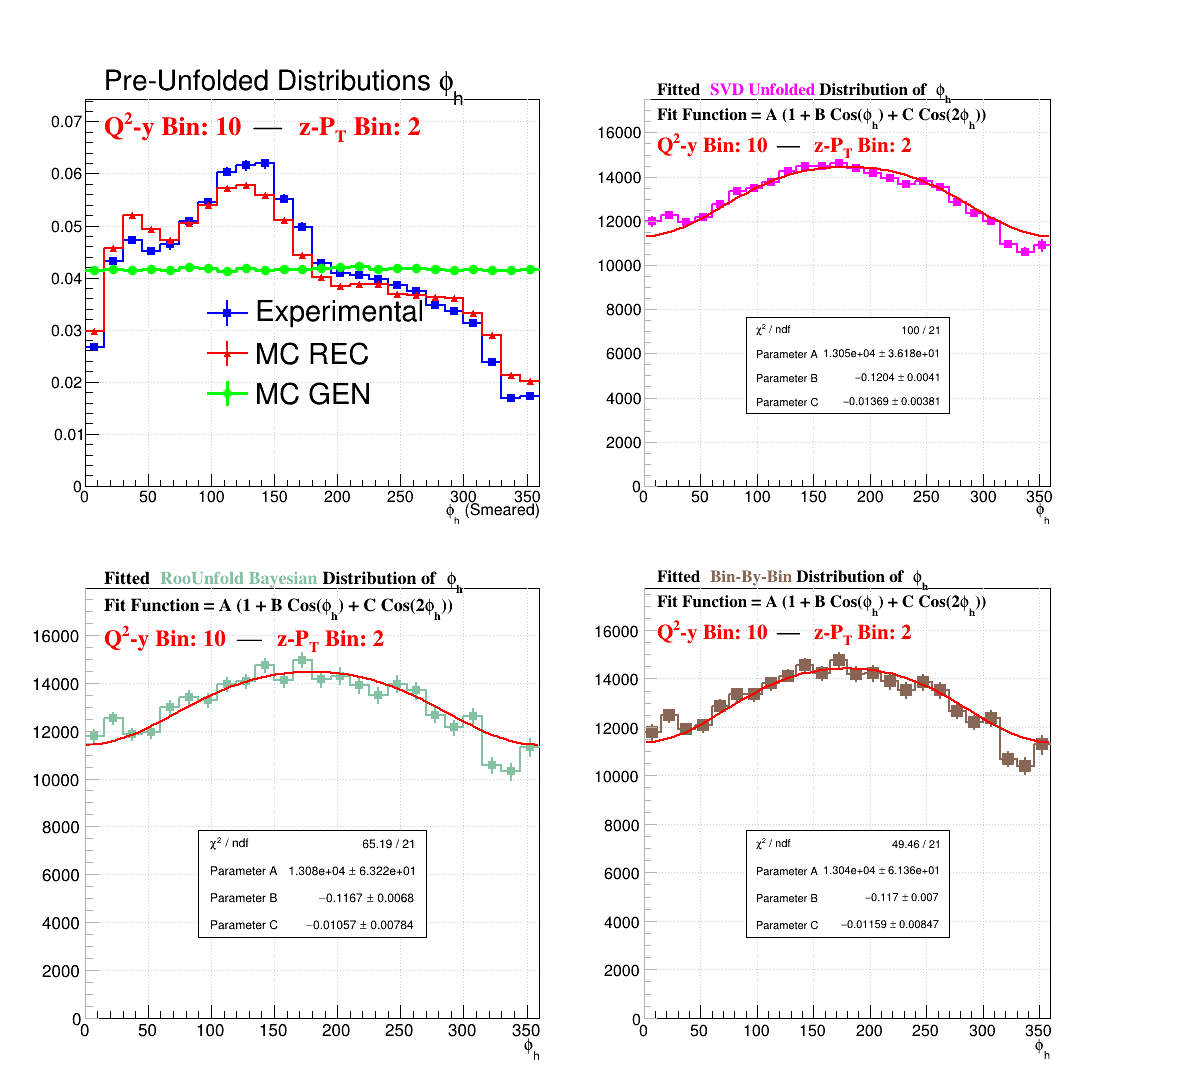 Pre-Unfolded Distributions ϕh
Q²-y Bin: 10 — z-PT Bin: 2
0.07
0.06
0.05
0.04
0.03
0.02
0.01
0
Experimental
MC REC
MC GEN
0 50 100 150 200 250 300 350
ϕh (Smeared)
Fitted SVD Unfolded Distribution of ϕh
Fit Function = A (1 + B Cos(ϕh) + C Cos(2ϕh))
Q²-y Bin: 10 — z-PT Bin: 2
16000
14000
12000
10000
8000
6000
4000
2000
0
χ² / ndf 100 / 21
Parameter A 1.305e+04 ± 3.618e+01
Parameter B −0.1204 ± 0.0041
Parameter C −0.01369 ± 0.00381
0 50 100 150 200 250 300 350
ϕh
Fitted RooUnfold Bayesian Distribution of ϕh
Fit Function = A (1 + B Cos(ϕh) + C Cos(2ϕh))
Q²-y Bin: 10 — z-PT Bin: 2
16000
14000
12000
10000
8000
6000
4000
2000
0
χ² / ndf 65.19 / 21
Parameter A 1.308e+04 ± 6.322e+01
Parameter B −0.1167 ± 0.0068
Parameter C −0.01057 ± 0.00784
0 50 100 150 200 250 300 350
ϕh
Fitted Bin-By-Bin Distribution of ϕh
Fit Function = A (1 + B Cos(ϕh) + C Cos(2ϕh))
Q²-y Bin: 10 — z-PT Bin: 2
16000
14000
12000
10000
8000
6000
4000
2000
0
χ² / ndf 49.46 / 21
Parameter A 1.304e+04 ± 6.136e+01
Parameter B −0.117 ± 0.007
Parameter C −0.01159 ± 0.00847
0 50 100 150 200 250 300 350
ϕh